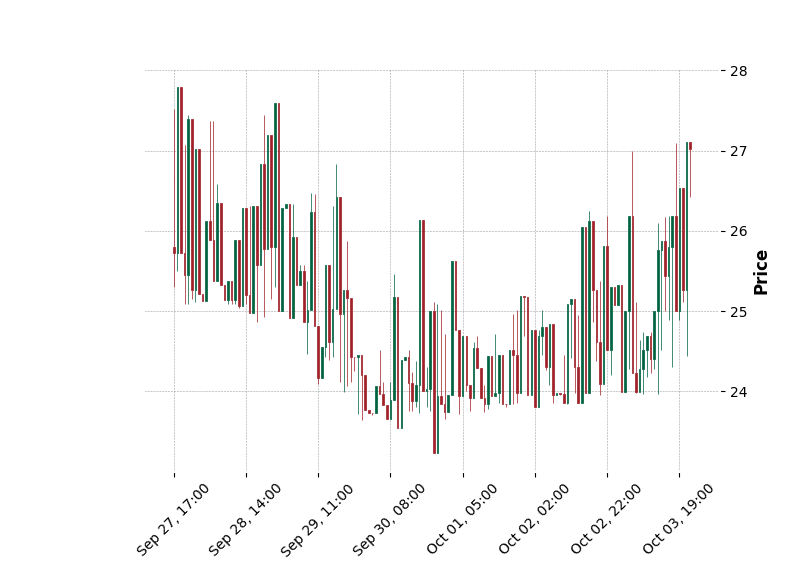 28
27
26
25
24
Price
Sep 27, 17:00
Sep 28, 14:00
Sep 29, 11:00
Sep 30, 08:00
Oct 01, 05:00
Oct 02, 02:00
Oct 02, 22:00
Oct 03, 19:00